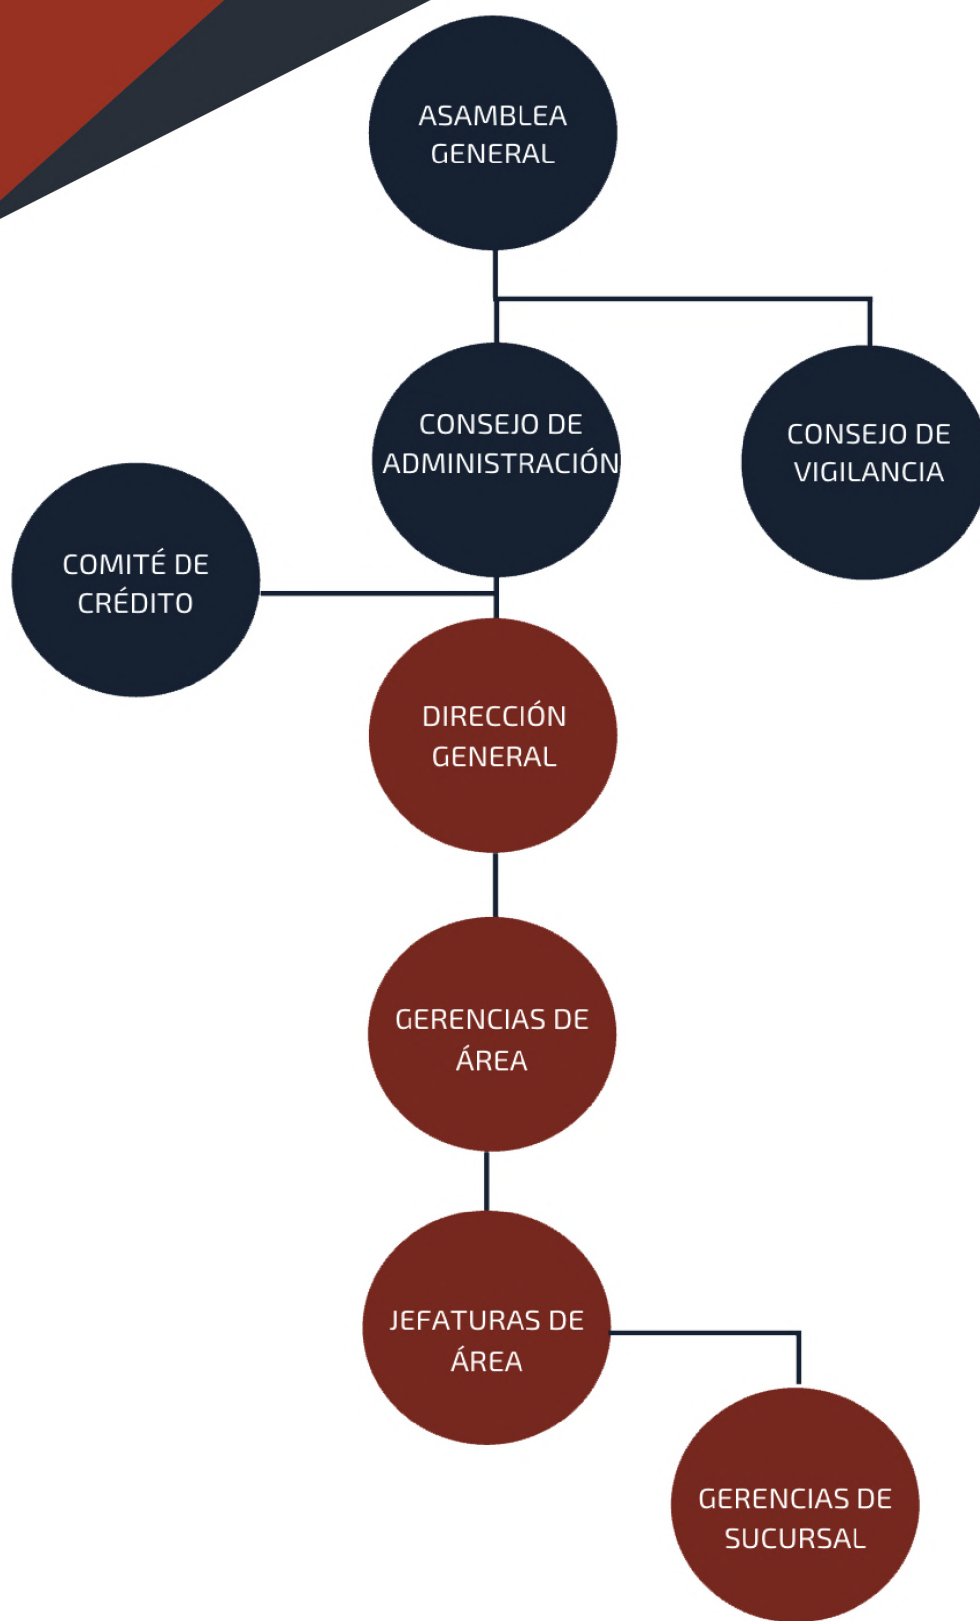 ASAMBLEA
GENERAL
CONSEJO DE
ADMINISTRACIÓN
CONSEJO DE
VIGILANCIA
COMITÉ DE
CRÉDITO
DIRECCIÓN
GENERAL
GERENCIAS DE
ÁREA
JEFATURAS DE
ÁREA
GERENCIAS DE
SUCURSAL